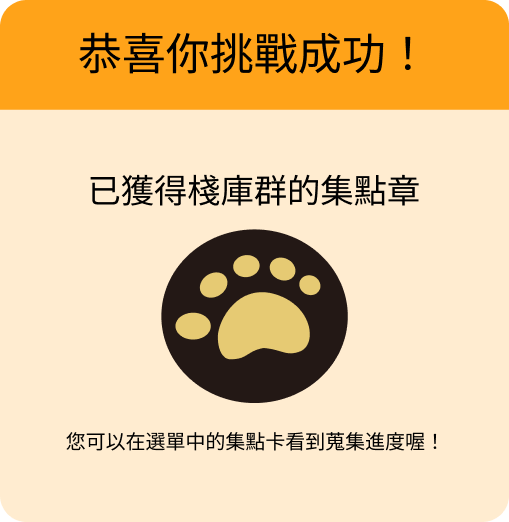 恭喜你挑戰成功！
已獲得棧庫群的集點章
您可以在選單中的集點卡看到蒐集進度喔！